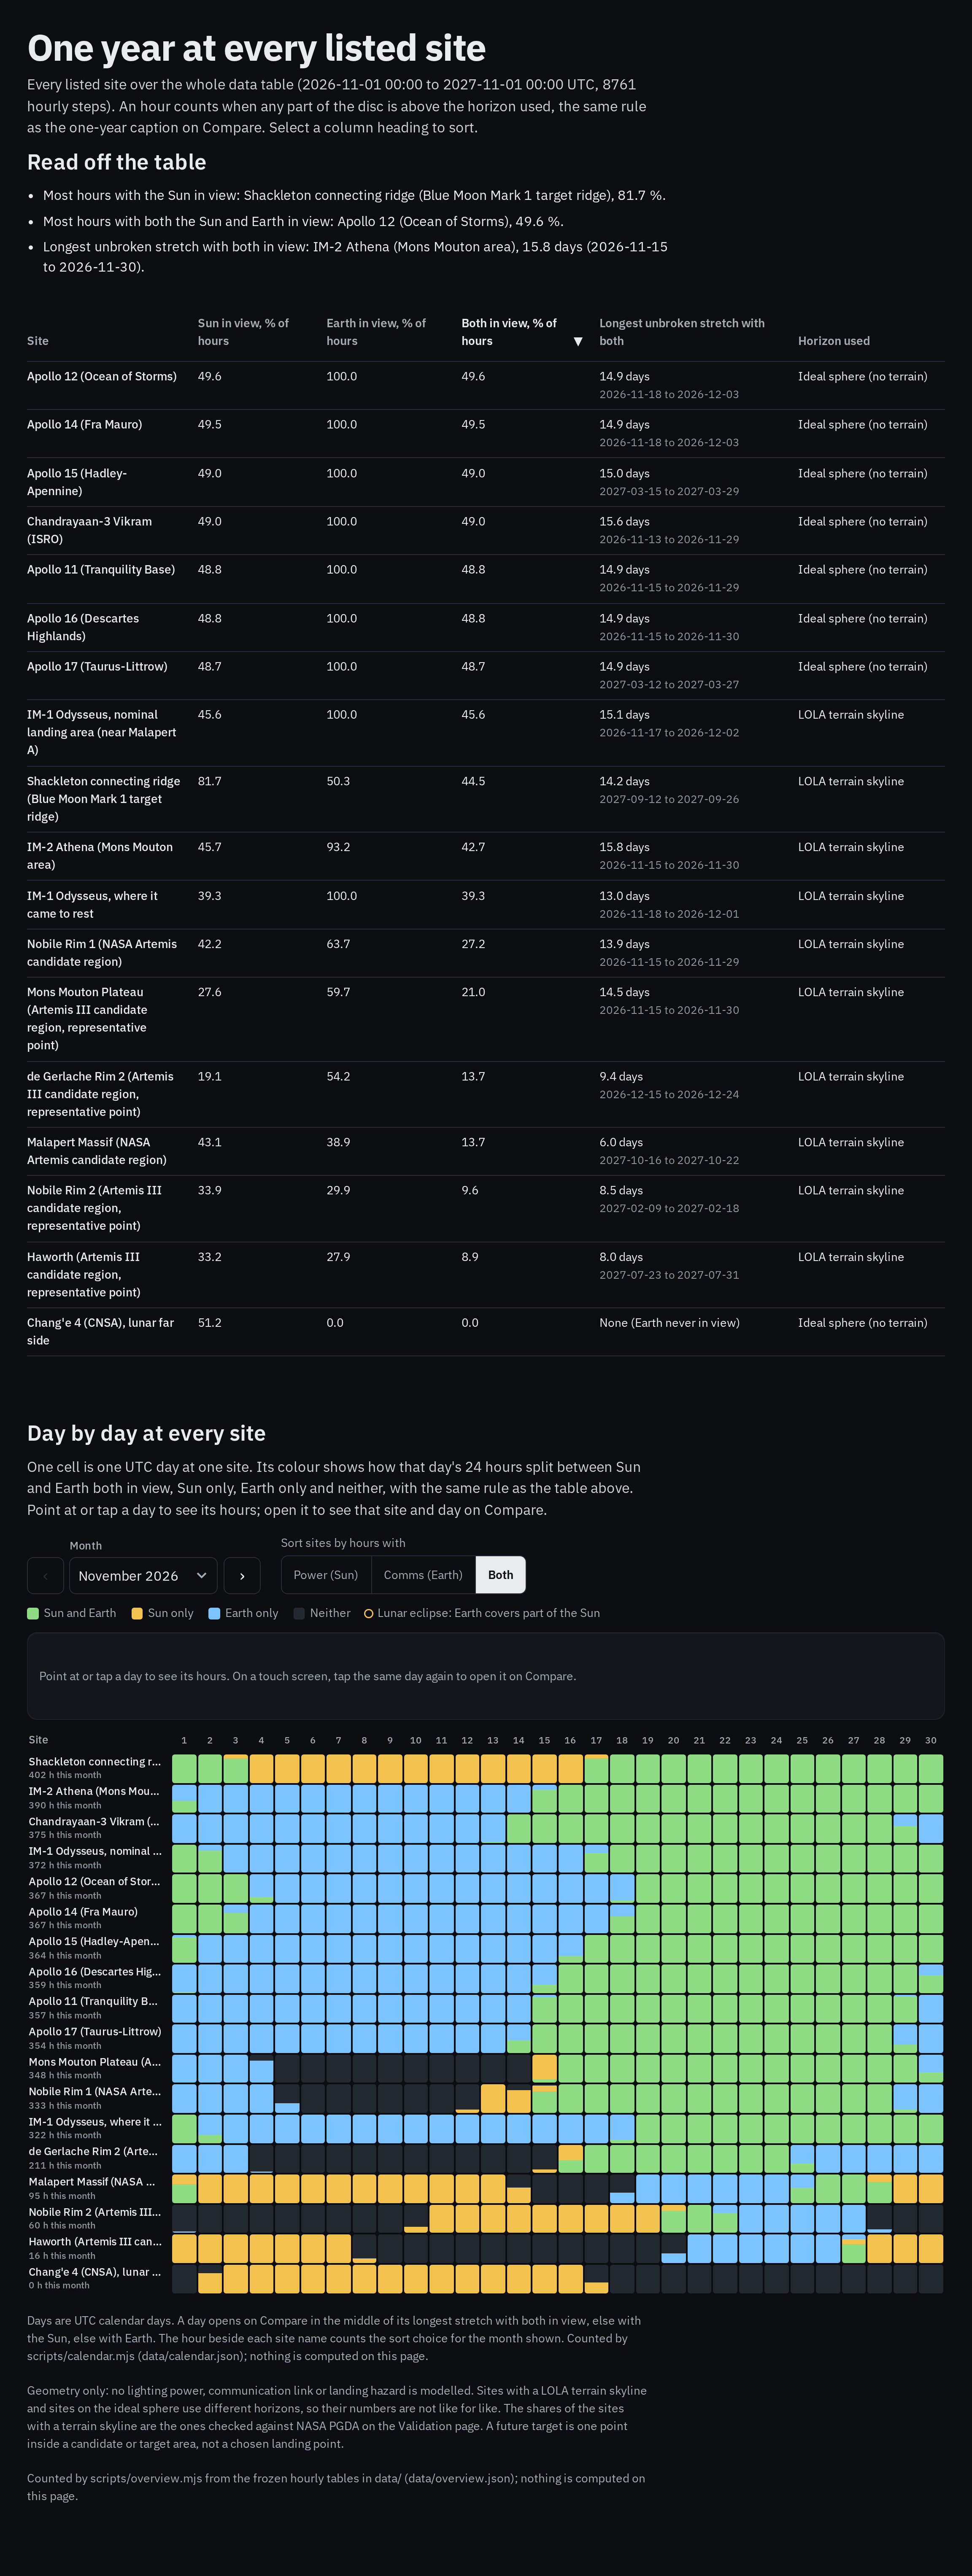 One year at every listed site
Every listed site over the whole data table (2026-11-01 00:00 to 2027-11-01 00:00 UTC, 8761
hourly steps). An hour counts when any part of the disc is above the horizon used, the same rule
as the one-year caption on Compare. Select a column heading to sort.
Read off the table
• Most hours with the Sun in view: Shackleton connecting ridge (Blue Moon Mark 1 target ridge), 81.7 %.
• Most hours with both the Sun and Earth in view: Apollo 12 (Ocean of Storms), 49.6 %.
• Longest unbroken stretch with both in view: IM-2 Athena (Mons Mouton area), 15.8 days (2026-11-15
to 2026-11-30).
Site Sun in view, % of hours Earth in view, % of hours Both in view, % of hours ▼ Longest unbroken stretch with both Horizon used
Apollo 12 (Ocean of Storms) 49.6 100.0 49.6 14.9 days Ideal sphere (no terrain)
2026-11-18 to 2026-12-03
Apollo 14 (Fra Mauro) 49.5 100.0 49.5 14.9 days Ideal sphere (no terrain)
2026-11-18 to 2026-12-03
Apollo 15 (Hadley- 49.0 100.0 49.0 15.0 days Ideal sphere (no terrain)
Apennine) 2027-03-15 to 2027-03-29
Chandrayaan-3 Vikram 49.0 100.0 49.0 15.6 days Ideal sphere (no terrain)
(ISRO) 2026-11-13 to 2026-11-29
Apollo 11 (Tranquility Base) 48.8 100.0 48.8 14.9 days Ideal sphere (no terrain)
2026-11-15 to 2026-11-29
Apollo 16 (Descartes 48.8 100.0 48.8 14.9 days Ideal sphere (no terrain)
Highlands) 2026-11-15 to 2026-11-30
Apollo 17 (Taurus-Littrow) 48.7 100.0 48.7 14.9 days Ideal sphere (no terrain)
2027-03-12 to 2027-03-27
IM-1 Odysseus, nominal 45.6 100.0 45.6 15.1 days LOLA terrain skyline
landing area (near Malapert 2026-11-17 to 2026-12-02
A)
Shackleton connecting ridge 81.7 50.3 44.5 14.2 days LOLA terrain skyline
(Blue Moon Mark 1 target 2027-09-12 to 2027-09-26
ridge)
IM-2 Athena (Mons Mouton 45.7 93.2 42.7 15.8 days LOLA terrain skyline
area) 2026-11-15 to 2026-11-30
IM-1 Odysseus, where it 39.3 100.0 39.3 13.0 days LOLA terrain skyline
came to rest 2026-11-18 to 2026-12-01
Nobile Rim 1 (NASA Artemis 42.2 63.7 27.2 13.9 days LOLA terrain skyline
candidate region) 2026-11-15 to 2026-11-29
Mons Mouton Plateau 27.6 59.7 21.0 14.5 days LOLA terrain skyline
(Artemis III candidate 2026-11-15 to 2026-11-30
region, representative
point)
de Gerlache Rim 2 (Artemis 19.1 54.2 13.7 9.4 days LOLA terrain skyline
III candidate region, 2026-12-15 to 2026-12-24
representative point)
Malapert Massif (NASA 43.1 38.9 13.7 6.0 days LOLA terrain skyline
Artemis candidate region) 2027-10-16 to 2027-10-22
Nobile Rim 2 (Artemis III 33.9 29.9 9.6 8.5 days LOLA terrain skyline
candidate region, 2027-02-09 to 2027-02-18
representative point)
Haworth (Artemis III 33.2 27.9 8.9 8.0 days LOLA terrain skyline
candidate region, 2027-07-23 to 2027-07-31
representative point)
Chang'e 4 (CNSA), lunar far 51.2 0.0 0.0 None (Earth never in view) Ideal sphere (no terrain)
side
Day by day at every site
One cell is one UTC day at one site. Its colour shows how that day's 24 hours split between Sun
and Earth both in view, Sun only, Earth only and neither, with the same rule as the table above.
Point at or tap a day to see its hours; open it to see that site and day on Compare.
Month Sort sites by hours with
‹ November 2026 › Power (Sun) Comms (Earth) Both
Sun and Earth Sun only Earth only Neither Lunar eclipse: Earth covers part of the Sun
Point at or tap a day to see its hours. On a touch screen, tap the same day again to open it on Compare.
Site 1 2 3 4 5 6 7 8 9 10 11 12 13 14 15 16 17 18 19 20 21 22 23 24 25 26 27 28 29 30
Shackleton connecting r...
402 h this month
IM-2 Athena (Mons Mou...
390 h this month
Chandrayaan-3 Vikram (...
375 h this month
IM-1 Odysseus, nominal ...
372 h this month
Apollo 12 (Ocean of Stor...
367 h this month
Apollo 14 (Fra Mauro)
367 h this month
Apollo 15 (Hadley-Apen...
364 h this month
Apollo 16 (Descartes Hig...
359 h this month
Apollo 11 (Tranquility B...
357 h this month
Apollo 17 (Taurus-Littrow)
354 h this month
Mons Mouton Plateau (A...
348 h this month
Nobile Rim 1 (NASA Arte...
333 h this month
IM-1 Odysseus, where it ...
322 h this month
de Gerlache Rim 2 (Arte...
211 h this month
Malapert Massif (NASA ...
95 h this month
Nobile Rim 2 (Artemis III...
60 h this month
Haworth (Artemis III can...
16 h this month
Chang'e 4 (CNSA), lunar ...
0 h this month
Days are UTC calendar days. A day opens on Compare in the middle of its longest stretch with both in view, else with
the Sun, else with Earth. The hour beside each site name counts the sort choice for the month shown. Counted by
scripts/calendar.mjs (data/calendar.json); nothing is computed on this page.
Geometry only: no lighting power, communication link or landing hazard is modelled. Sites with a LOLA terrain skyline
and sites on the ideal sphere use different horizons, so their numbers are not like for like. The shares of the sites
with a terrain skyline are the ones checked against NASA PGDA on the Validation page. A future target is one point
inside a candidate or target area, not a chosen landing point.
Counted by scripts/overview.mjs from the frozen hourly tables in data/ (data/overview.json); nothing is computed on
this page.